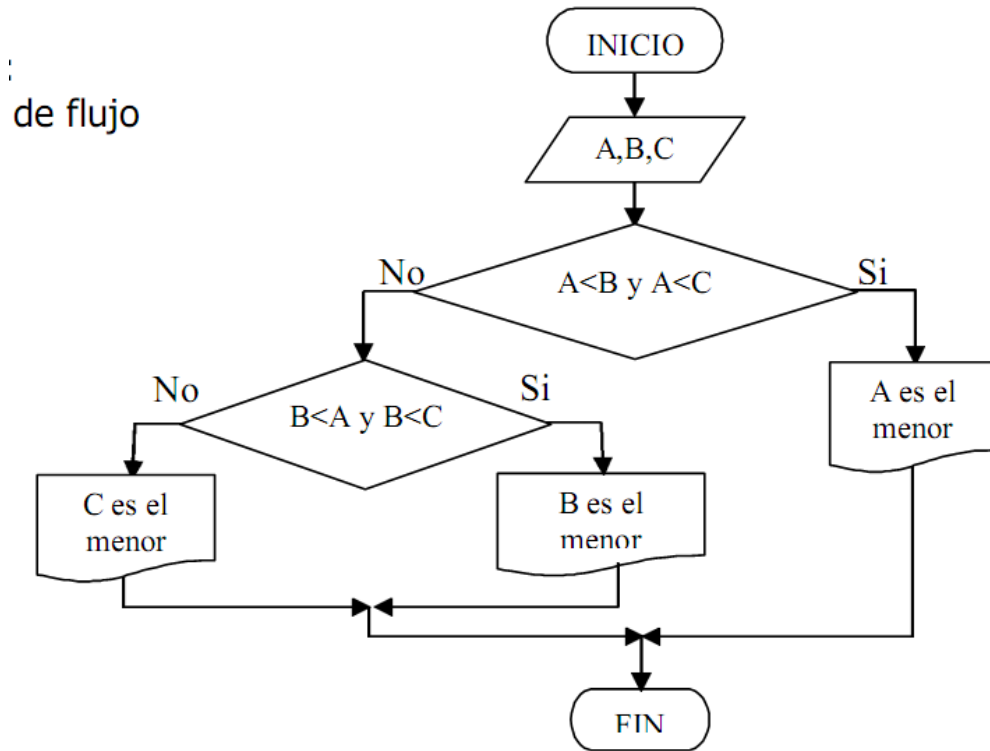 INICIO
:
de flujo
A,B,C
No
A<B y A<C
Si
No
B<A y B<C
Si
A es el
menor
C es el
menor
B es el
menor
FIN